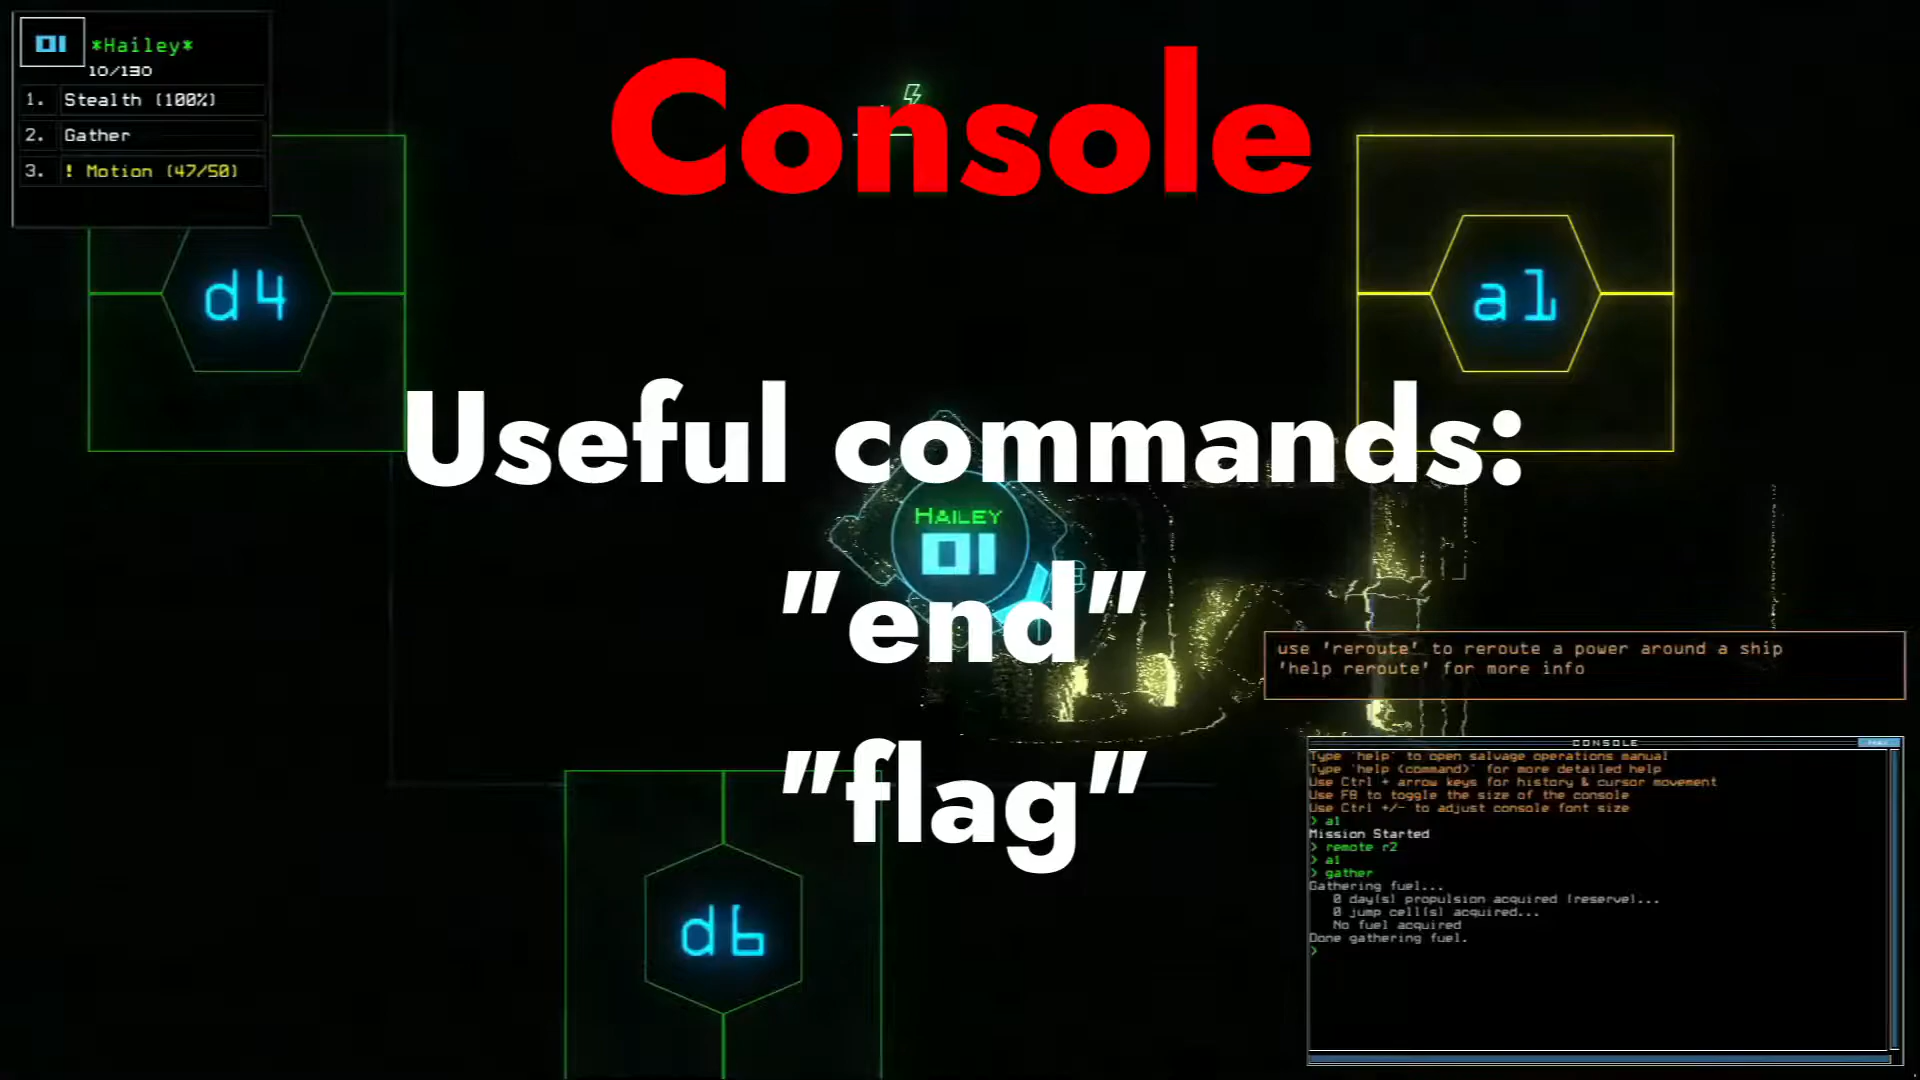 01
*Hailey*
10/130
1. Stealth (100%)
2. Gather
3. ! Motion (47/50)
Console
d4
a1
Useful commands:
HAILEY
01
"end"
"flag"
use 'reroute' to reroute a power around a ship
'help reroute' for more info
CONSOLE
Type 'help' to open salvage operations manual
Type 'help <command>' for more detailed help
Use Ctrl + arrow keys for history & cursor movement
Use F8 to toggle the size of the console
Use Ctrl +/- to adjust console font size
> a1
Mission Started
> remote r2
> a1
> gather
Gathering fuel...
0 day(s) propulsion acquired (reserve)...
0 jump cell(s) acquired...
No fuel acquired
Done gathering fuel.
>
d6